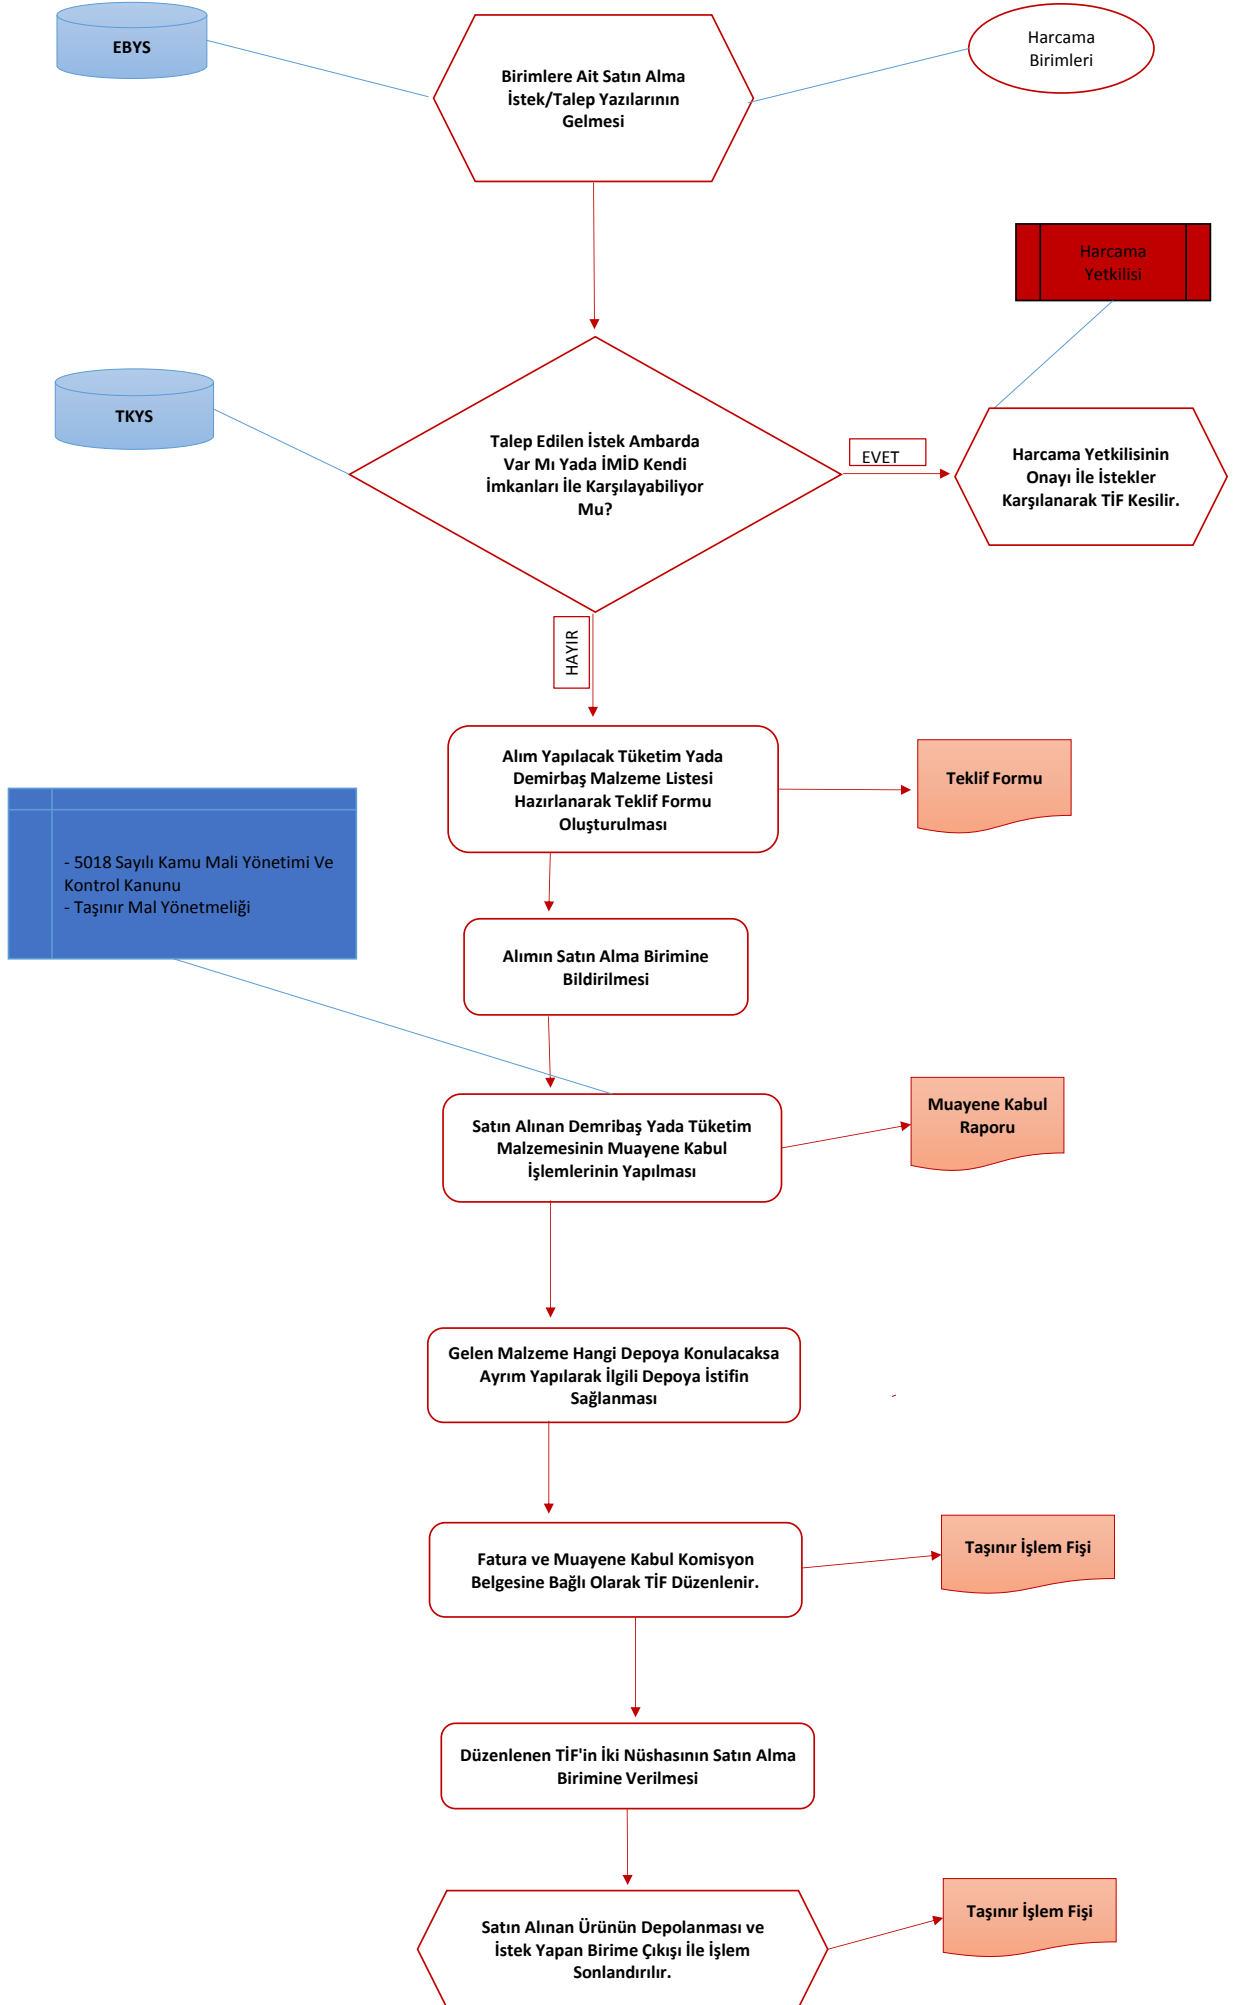 EBYS
Birimlere Ait Satın Alma
İstek/Talep Yazılarının
Gelmesi
Harcama
Birimleri
Harcama
Yetkilisi
TKYS
Talep Edilen İstek Ambarda
Var Mı Yada İMİD Kendi
İmkanları İle Karşılayabiliyor
Mu?
EVET
Harcama Yetkilisinin
Onayı İle İstekler
Karşılanarak TİF Kesilir.
HAYIR
Alım Yapılacak Tüketim Yada
Demirbaş Malzeme Listesi
Hazırlanarak Teklif Formu
Oluşturulması
Teklif Formu
- 5018 Sayılı Kamu Mali Yönetimi Ve
Kontrol Kanunu
- Taşınır Mal Yönetmeliği
Alımın Satın Alma Birimine
Bildirilmesi
Satın Alınan Demribaş Yada Tüketim
Malzemesinin Muayene Kabul
İşlemlerinin Yapılması
Muayene Kabul
Raporu
Gelen Malzeme Hangi Depoya Konulacaksa
Ayrım Yapılarak İlgili Depoya İstifin
Sağlanması
Fatura ve Muayene Kabul Komisyon
Belgesine Bağlı Olarak TİF Düzenlenir.
Taşınır İşlem Fişi
Düzenlenen TİF'in İki Nüshasının Satın Alma
Birimine Verilmesi
Satın Alınan Ürünün Depolanması ve
İstek Yapan Birime Çıkışı İle İşlem
Sonlandırılır.
Taşınır İşlem Fişi